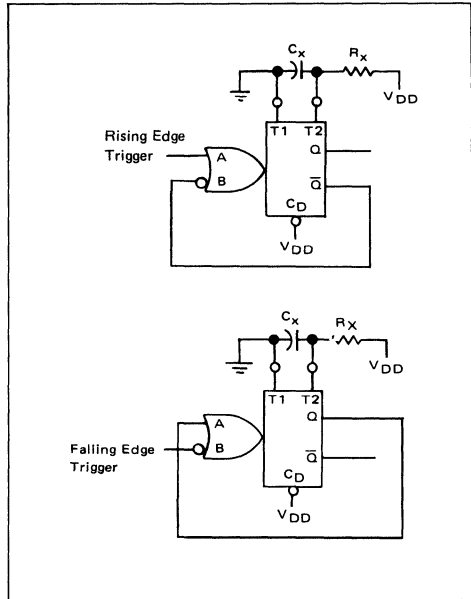 Cx
Rx
VDD
T1 T2
Rising Edge
Trigger
A
B
Q
Q̅
CD
VDD
Cx
RX
VDD
T1 T2
A
B
Q
Falling Edge
Trigger
Q̅
CD
VDD